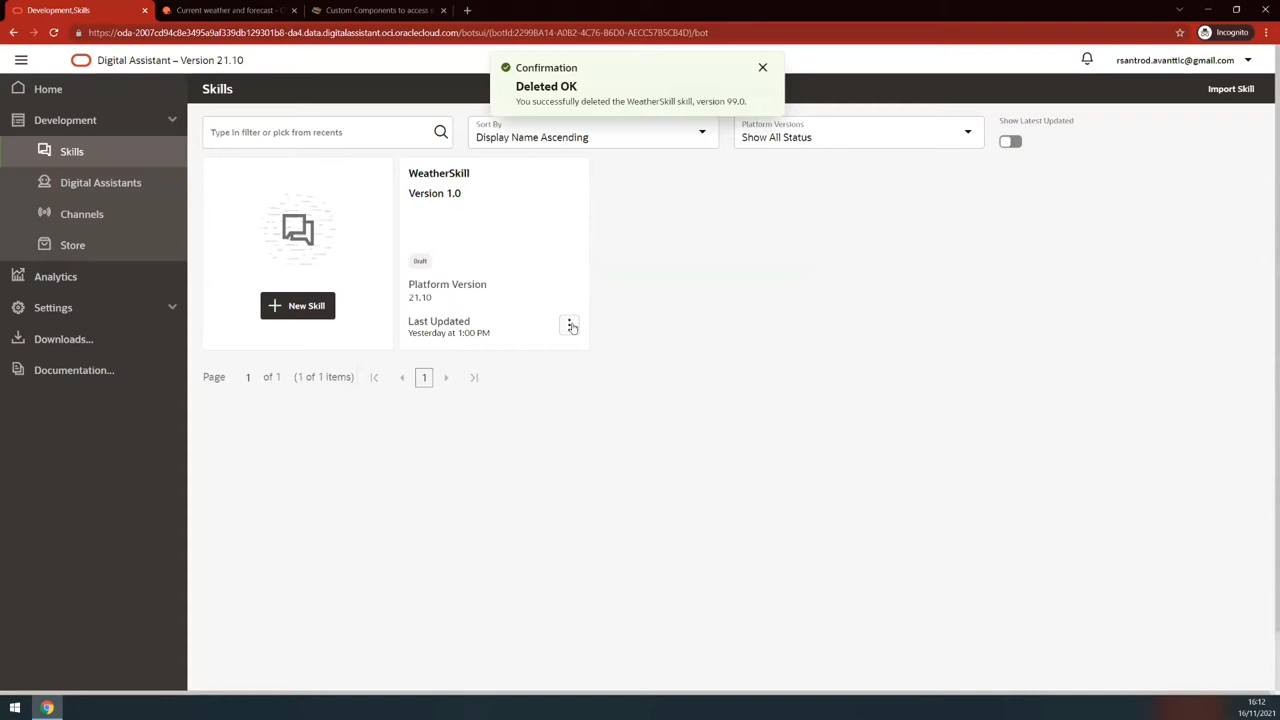 Development,Skills
Current weather and forecast - O
Custom Components to access e
https://oda-2007cd94c8e3495a9af339db129301b8-da4.data.digitalassistant.oci.oraclecloud.com/botsui/(botId:2299BA14-A0B2-4C76-B6D0-AECC57B5CB4D)/bot
Incognito
Digital Assistant – Version 21.10
rsantrod.avanttic@gmail.com
Confirmation
Deleted OK
You successfully deleted the WeatherSkill skill, version 99.0.
Home
Development
Skills
Digital Assistants
Channels
Store
Analytics
Settings
Downloads...
Documentation...
Skills
Import Skill
Type in filter or pick from recents
Sort By
Display Name Ascending
Platform Versions
Show All Status
Show Latest Updated
New Skill
WeatherSkill
Version 1.0
Draft
Platform Version
21.10
Last Updated
Yesterday at 1:00 PM
Page 1 of 1 (1 of 1 items) 1
16:12
16/11/2021